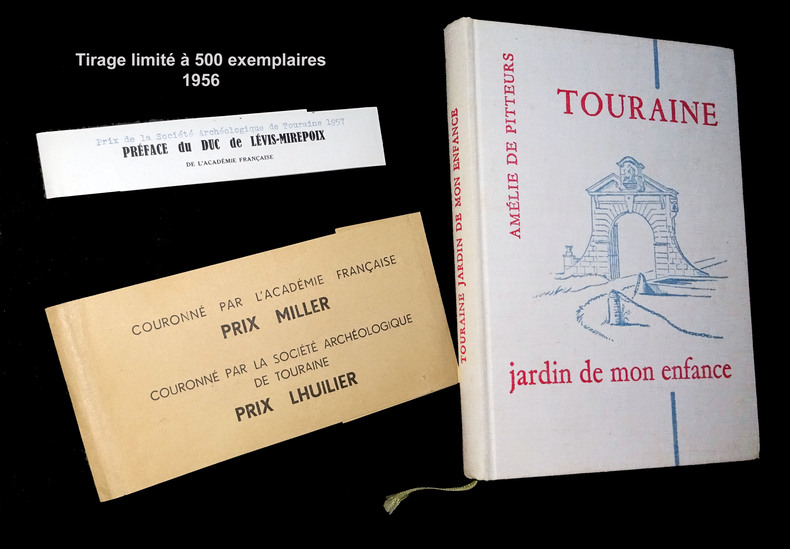 Tirage limité à 500 exemplaires
1956
Prix de la Société Archéologique de Touraine 1957
PRÉFACE du DUC de LÉVIS-MIREPOIX
DE L'ACADÉMIE FRANÇAISE
COURONNÉ PAR L'ACADÉMIE FRANÇAISE
PRIX MILLER
COURONNÉ PAR LA SOCIÉTÉ ARCHÉOLOGIQUE
DE TOURAINE
PRIX LHUILIER
TOURAINE JARDIN DE MON ENFANCE
AMÉLIE DE PITTEURS
TOURAINE
jardin de mon enfance